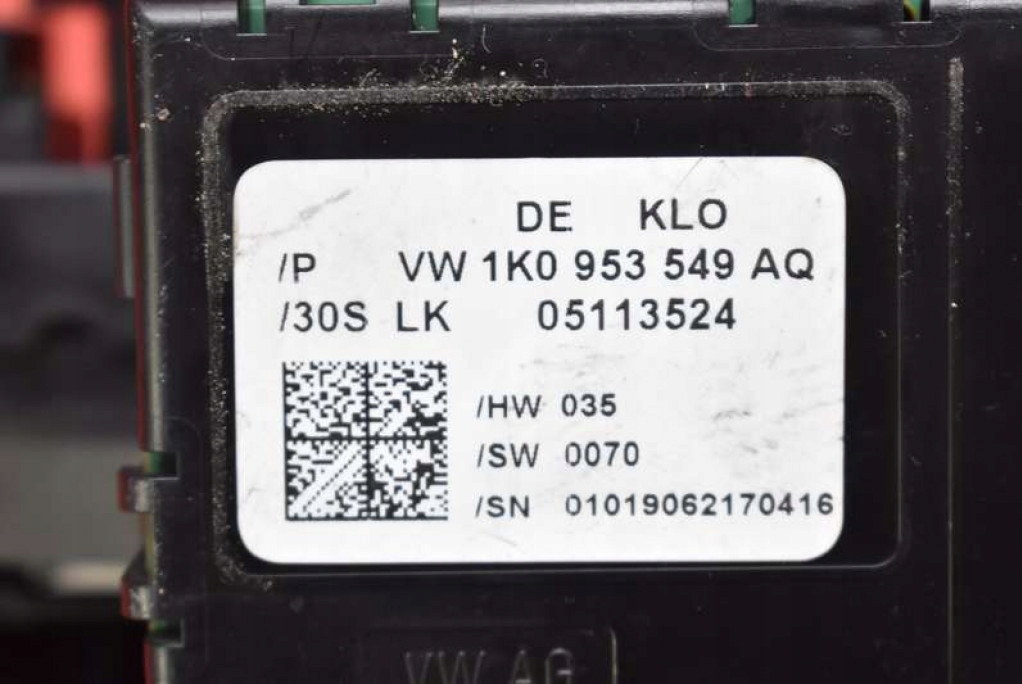 DE KLO
/P VW 1K0 953 549 AQ
/30S LK 05113524
/HW 035
/SW 0070
/SN 01019062170416
VW AG